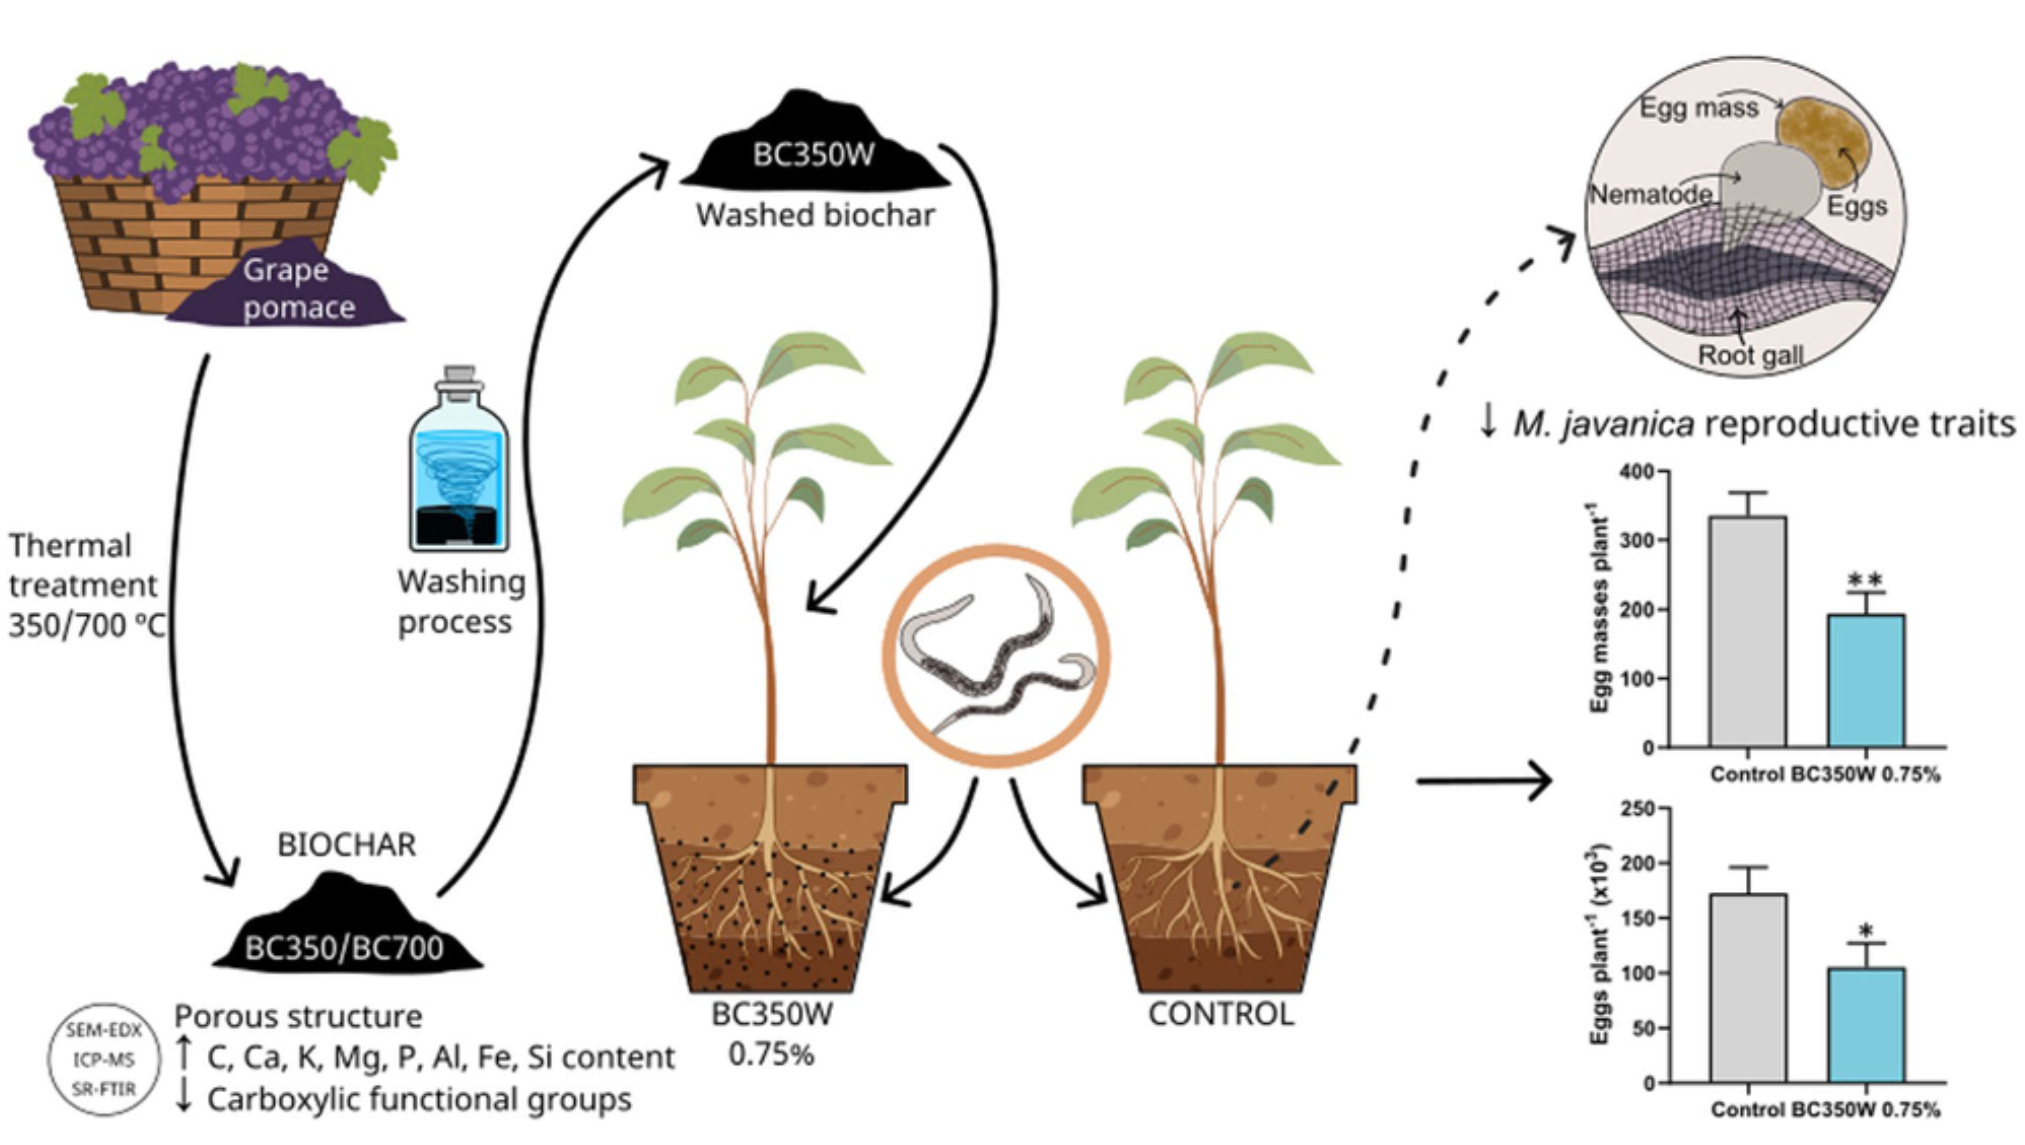 Grape
pomace
Thermal
treatment
350/700 ºC
BIOCHAR
BC350/BC700
SEM-EDX
ICP-MS
SR-FTIR
Porous structure
↑ C, Ca, K, Mg, P, Al, Fe, Si content
↓ Carboxylic functional groups
Washing
process
BC350W
Washed biochar
BC350W
0.75%
CONTROL
Egg mass
Nematode
Eggs
Root gall
↓ M. javanica reproductive traits
Egg masses plant⁻¹
400
300
200
100
0
**
Control BC350W 0.75%
Eggs plant⁻¹ (x10³)
250
200
150
100
50
0
*
Control BC350W 0.75%